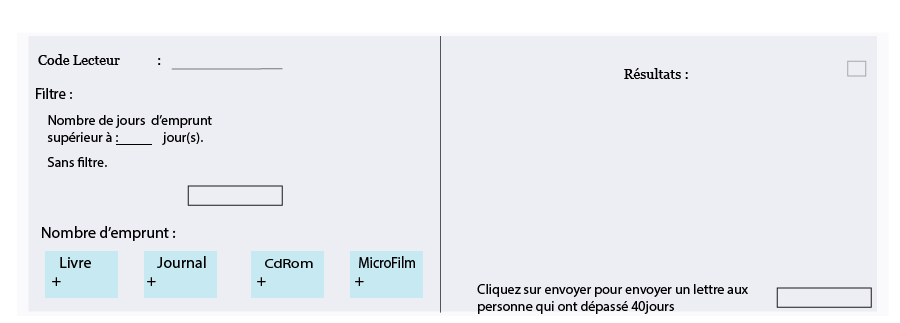 Code Lecteur :
Filtre :
Nombre de jours d'emprunt
supérieur à :____ jour(s).
Sans filtre.
Nombre d'emprunt :
Livre Journal CdRom MicroFilm
+ + + +
Résultats :
Cliquez sur envoyer pour envoyer un lettre aux
personne qui ont dépassé 40jours